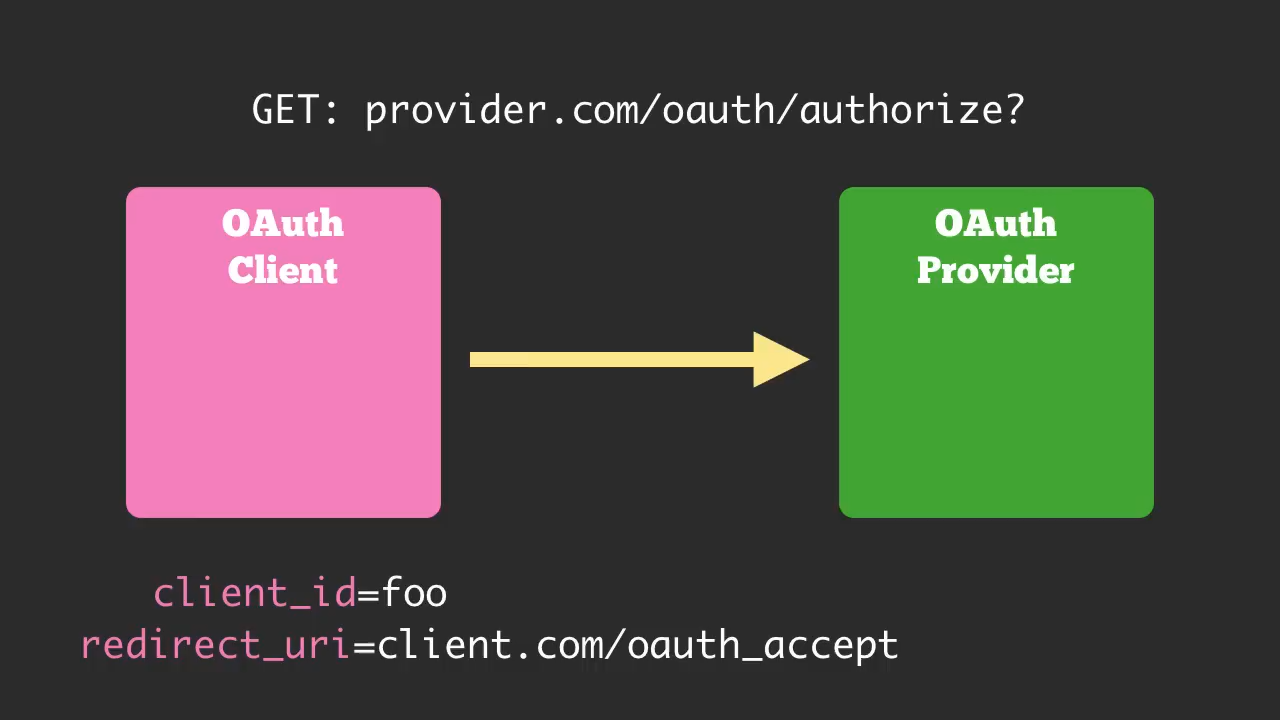 GET: provider.com/oauth/authorize?
OAuth
Client
OAuth
Provider
client_id=foo
redirect_uri=client.com/oauth_accept